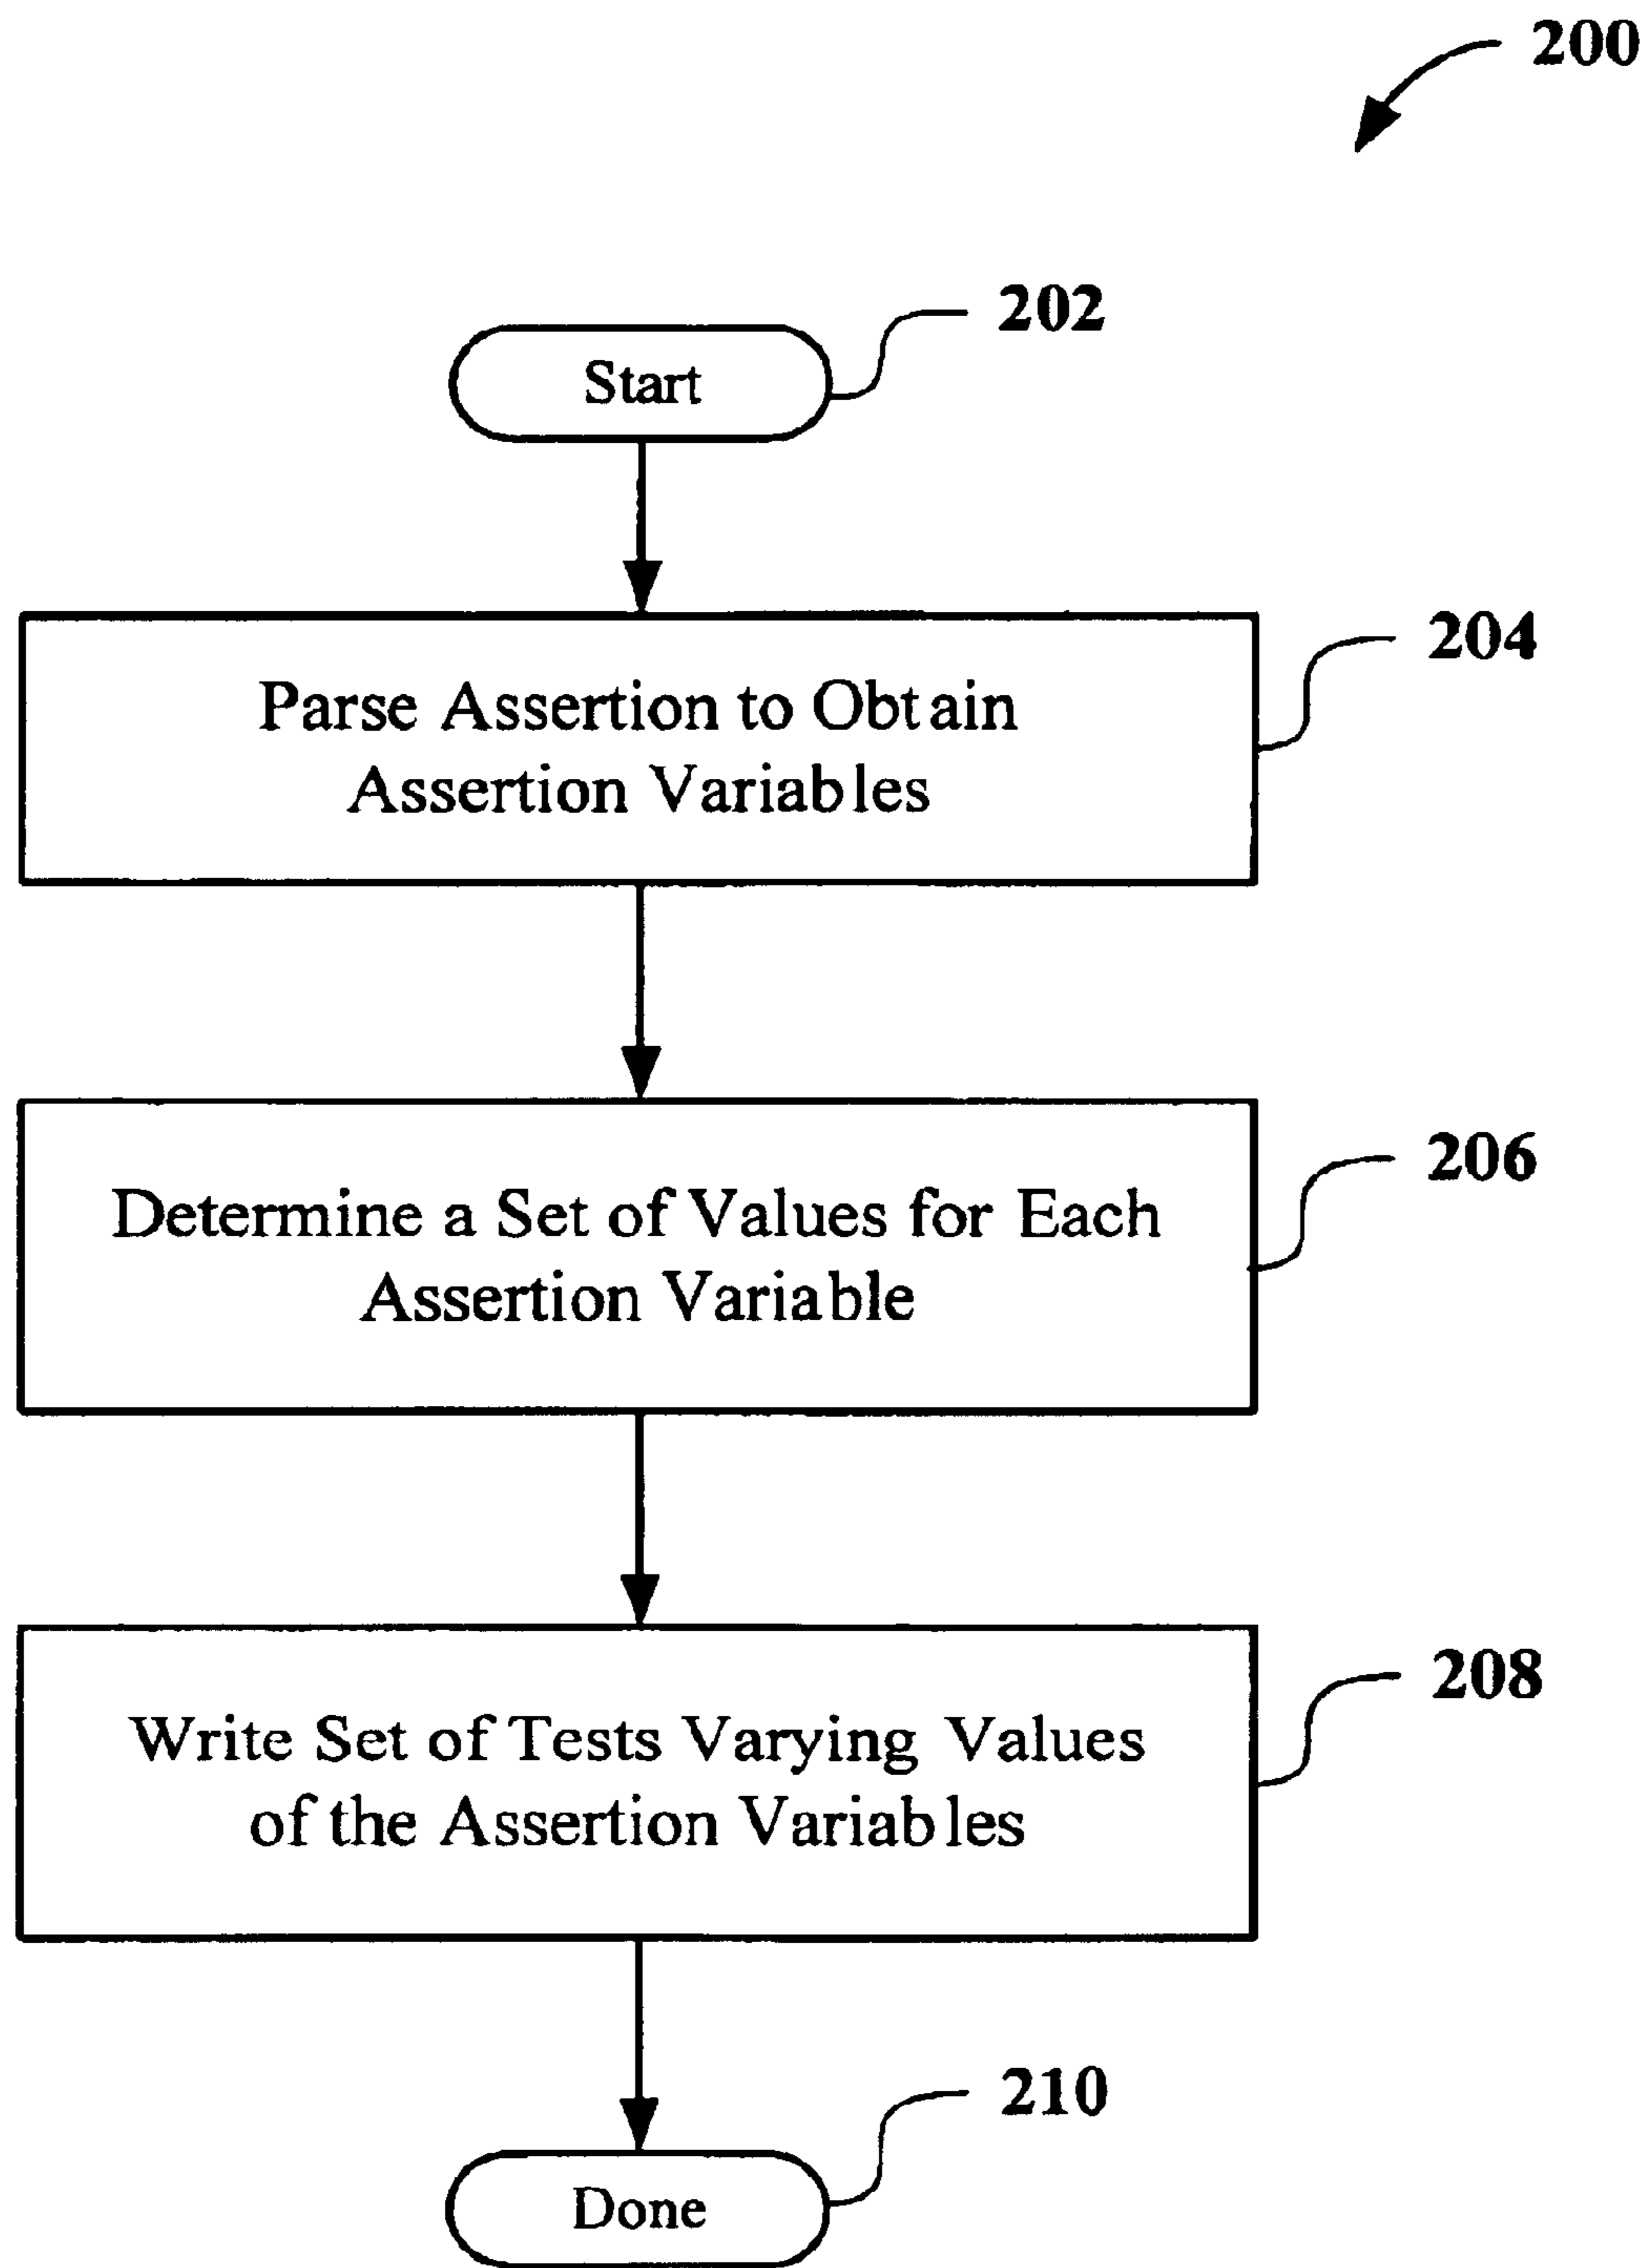 200
202
Start
204
Parse Assertion to Obtain
Assertion Variables
206
Determine a Set of Values for Each
Assertion Variable
208
Write Set of Tests Varying Values
of the Assertion Variables
210
Done